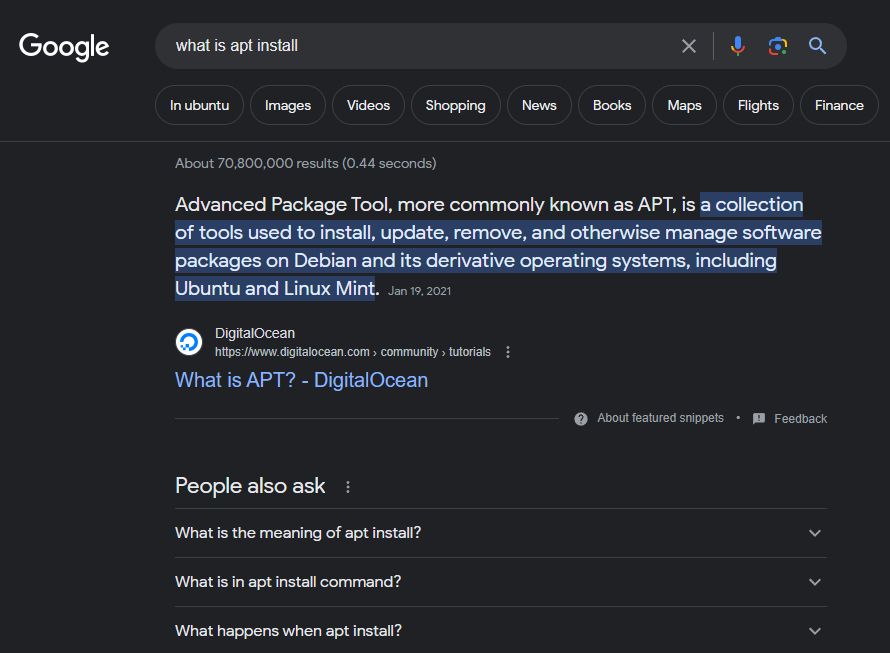 Google
what is apt install
In ubuntu Images Videos Shopping News Books Maps Flights Finance
About 70,800,000 results (0.44 seconds)
Advanced Package Tool, more commonly known as APT, is a collection
of tools used to install, update, remove, and otherwise manage software
packages on Debian and its derivative operating systems, including
Ubuntu and Linux Mint. Jan 19, 2021
DigitalOcean
https://www.digitalocean.com › community › tutorials
What is APT? - DigitalOcean
About featured snippets • Feedback
People also ask
What is the meaning of apt install?
What is in apt install command?
What happens when apt install?